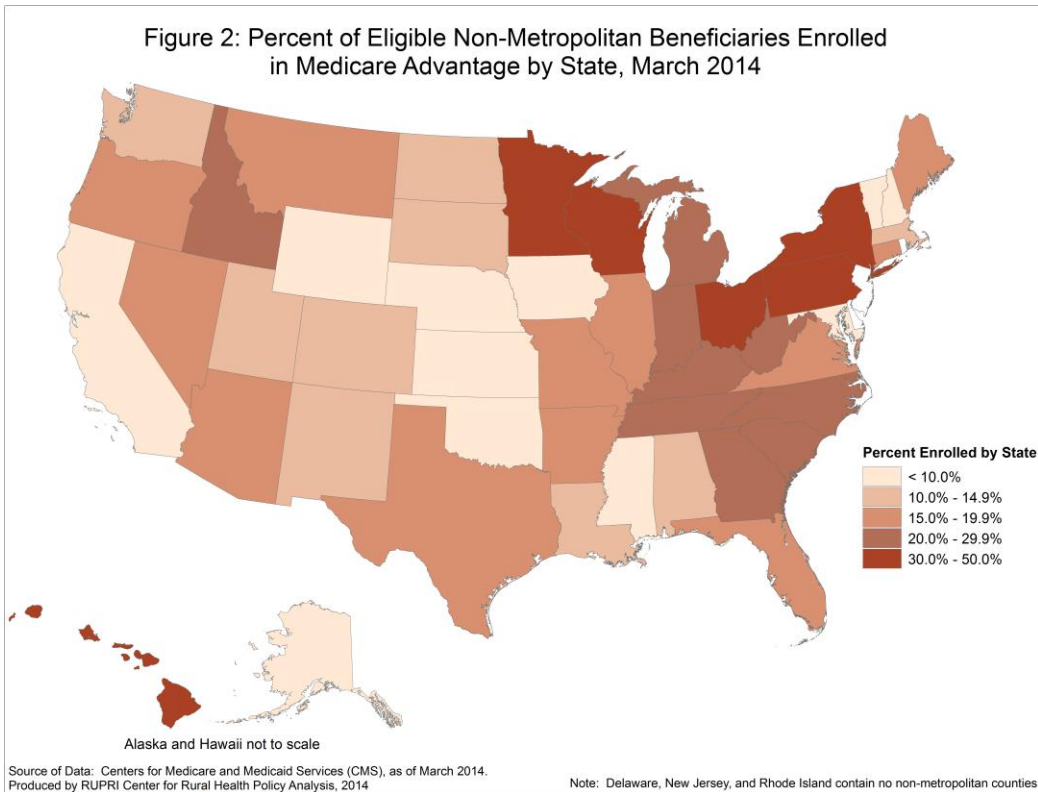 Figure 2: Percent of Eligible Non-Metropolitan Beneficiaries Enrolled
in Medicare Advantage by State, March 2014
Percent Enrolled by State
< 10.0%
10.0% - 14.9%
15.0% - 19.9%
20.0% - 29.9%
30.0% - 50.0%
Alaska and Hawaii not to scale
Source of Data: Centers for Medicare and Medicaid Services (CMS), as of March 2014.
Produced by RUPRI Center for Rural Health Policy Analysis, 2014
Note: Delaware, New Jersey, and Rhode Island contain no non-metropolitan counties